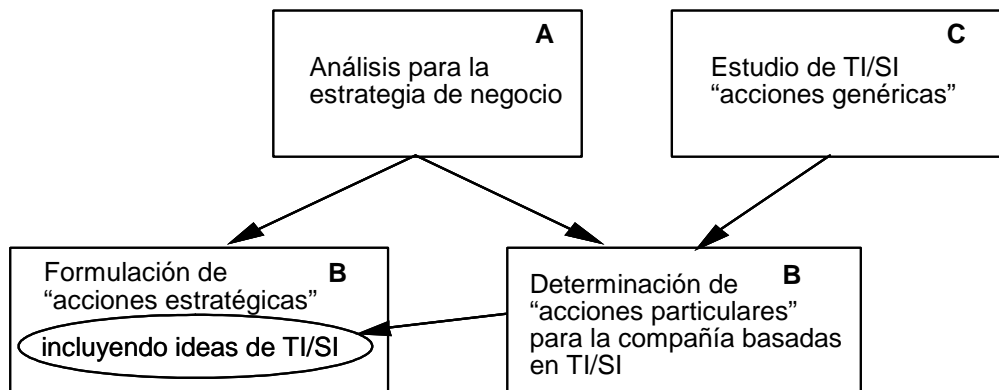 A
Análisis para la
estrategia de negocio
C
Estudio de TI/SI
“acciones genéricas”
Formulación de
“acciones estratégicas”
B
incluyendo ideas de TI/SI
B
Determinación de
“acciones particulares”
para la compañía basadas
en TI/SI